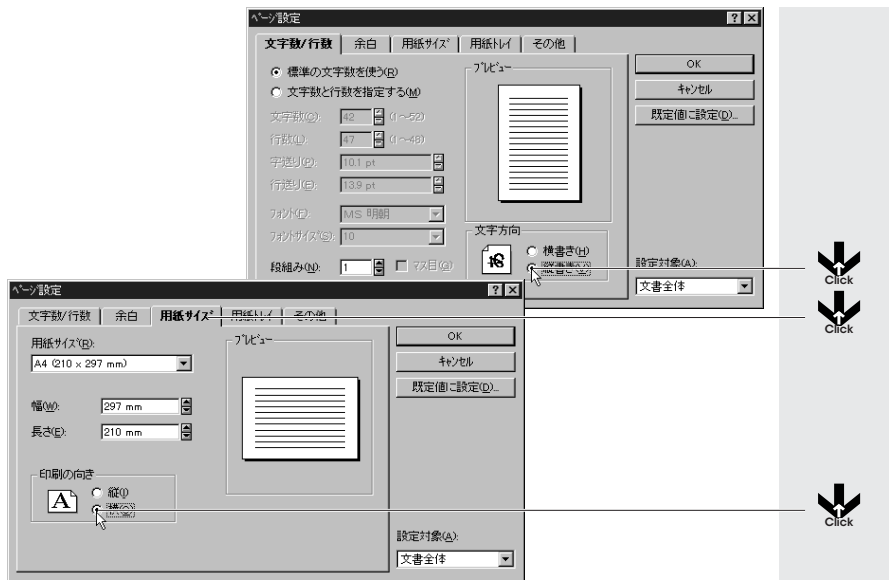 ページ設定
文字数/行数 余白 用紙サイズ 用紙トレイ その他
標準の文字数を使う(R)
文字数と行数を指定する(M)
文字数(C): 42 (1～52)
行数(L): 47 (1～48)
字送り(P): 10.1 pt
行送り(E): 13.9 pt
フォント(F): MS 明朝
フォントサイズ(S): 10
段組み(N): 1 マス目(G)
プレビュー
文字方向
横書き(H)
縦書き(V)
OK
キャンセル
既定値に設定(D)...
設定対象(A):
文書全体
Click
ページ設定
文字数/行数 余白 用紙サイズ 用紙トレイ その他
用紙サイズ(R):
A4 (210 x 297 mm)
幅(W): 297 mm
長さ(E): 210 mm
印刷の向き
A
縦(I)
プレビュー
OK
キャンセル
既定値に設定(D)...
設定対象(A):
文書全体
Click
Click